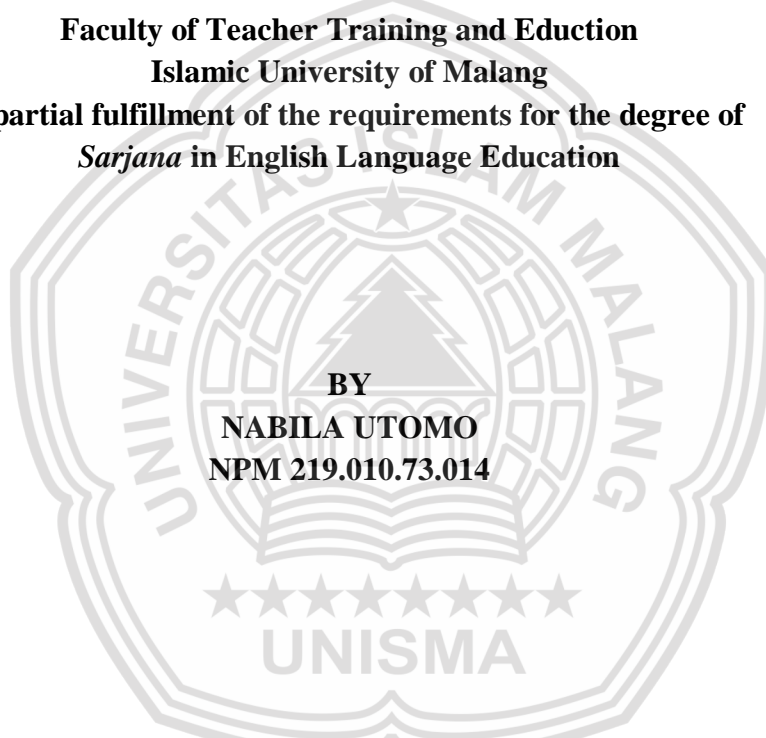 Faculty of Teacher Training and Eduction
Islamic University of Malang
partial fulfillment of the requirements for the degree of
Sarjana in English Language Education
UNIVERSITAS ISLAM MALANG
BY
NABILA UTOMO
NPM 219.010.73.014
UNISMA